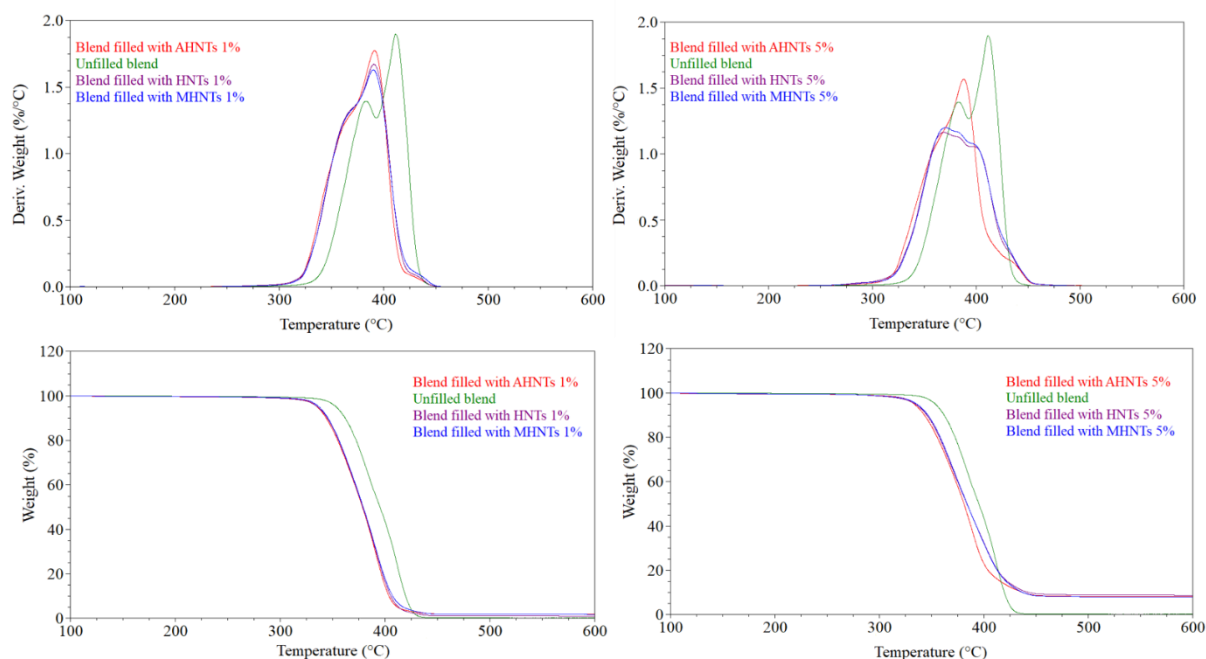 2.0
1.5
1.0
0.5
0.0
Deriv. Weight (%/°C)
Blend filled with AHNTs 1%
Unfilled blend
Blend filled with HNTs 1%
Blend filled with MHNTs 1%
100 200 300 400 500 600
Temperature (°C)
2.0
1.5
1.0
0.5
0.0
Deriv. Weight (%/°C)
Blend filled with AHNTs 5%
Unfilled blend
Blend filled with HNTs 5%
Blend filled with MHNTs 5%
100 200 300 400 500 600
Temperature (°C)
120
100
80
60
40
20
0
Weight (%)
Blend filled with AHNTs 1%
Unfilled blend
Blend filled with HNTs 1%
Blend filled with MHNTs 1%
100 200 300 400 500 600
Temperature (°C)
120
100
80
60
40
20
0
Weight (%)
Blend filled with AHNTs 5%
Unfilled blend
Blend filled with HNTs 5%
Blend filled with MHNTs 5%
100 200 300 400 500 600
Temperature (°C)